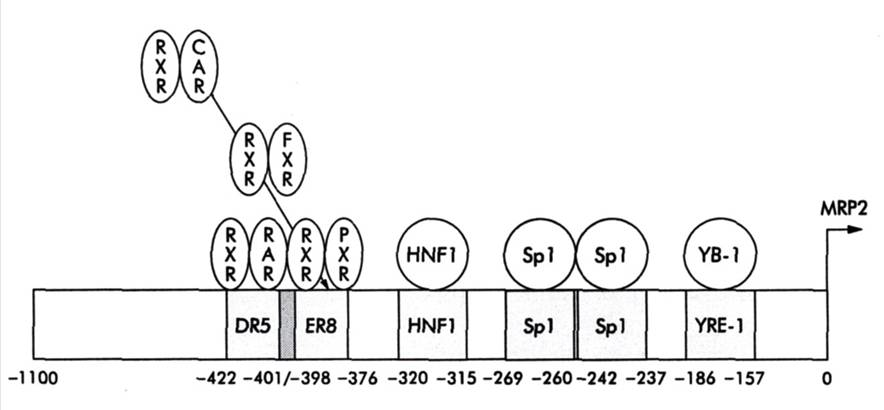 RXR CAR
RXR FXR
MRP2
RXR RAR RXR PXR HNF1 Sp1 Sp1 YB-1
DR5 ER8 HNF1 Sp1 Sp1 YRE-1
−1100 −422 −401/−398 −376 −320 −315 −269 −260 −242 −237 −186 −157 0